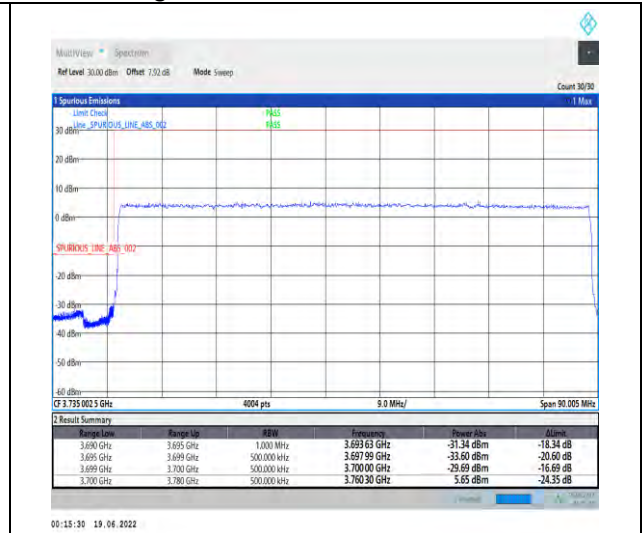 MultiView Spectrum
Ref Level 30.00 dBm Offset 7.92 dB Mode Sweep
Count 30/30
1 Spurious Emissions 1 Max
Limit Check PASS
Line _SPURIOUS_LINE_ABS_002 PASS
30 dBm
20 dBm
10 dBm
0 dBm
SPURIOUS_LINE_ABS_002
-20 dBm
-30 dBm
-40 dBm
-50 dBm
-60 dBm
CF 3.735 002 5 GHz 4004 pts 9.0 MHz/ Span 90.005 MHz
2 Result Summary
Range Low Range Up RBW Frequency Power Abs ΔLimit
3.690 GHz 3.695 GHz 1.000 MHz 3.693 63 GHz -31.34 dBm -18.34 dB
3.695 GHz 3.699 GHz 500.000 kHz 3.697 99 GHz -33.60 dBm -20.60 dB
3.699 GHz 3.700 GHz 500.000 kHz 3.700 00 GHz -29.69 dBm -16.69 dB
3.700 GHz 3.780 GHz 500.000 kHz 3.760 30 GHz 5.65 dBm -24.35 dB
00:15:30 19.06.2022